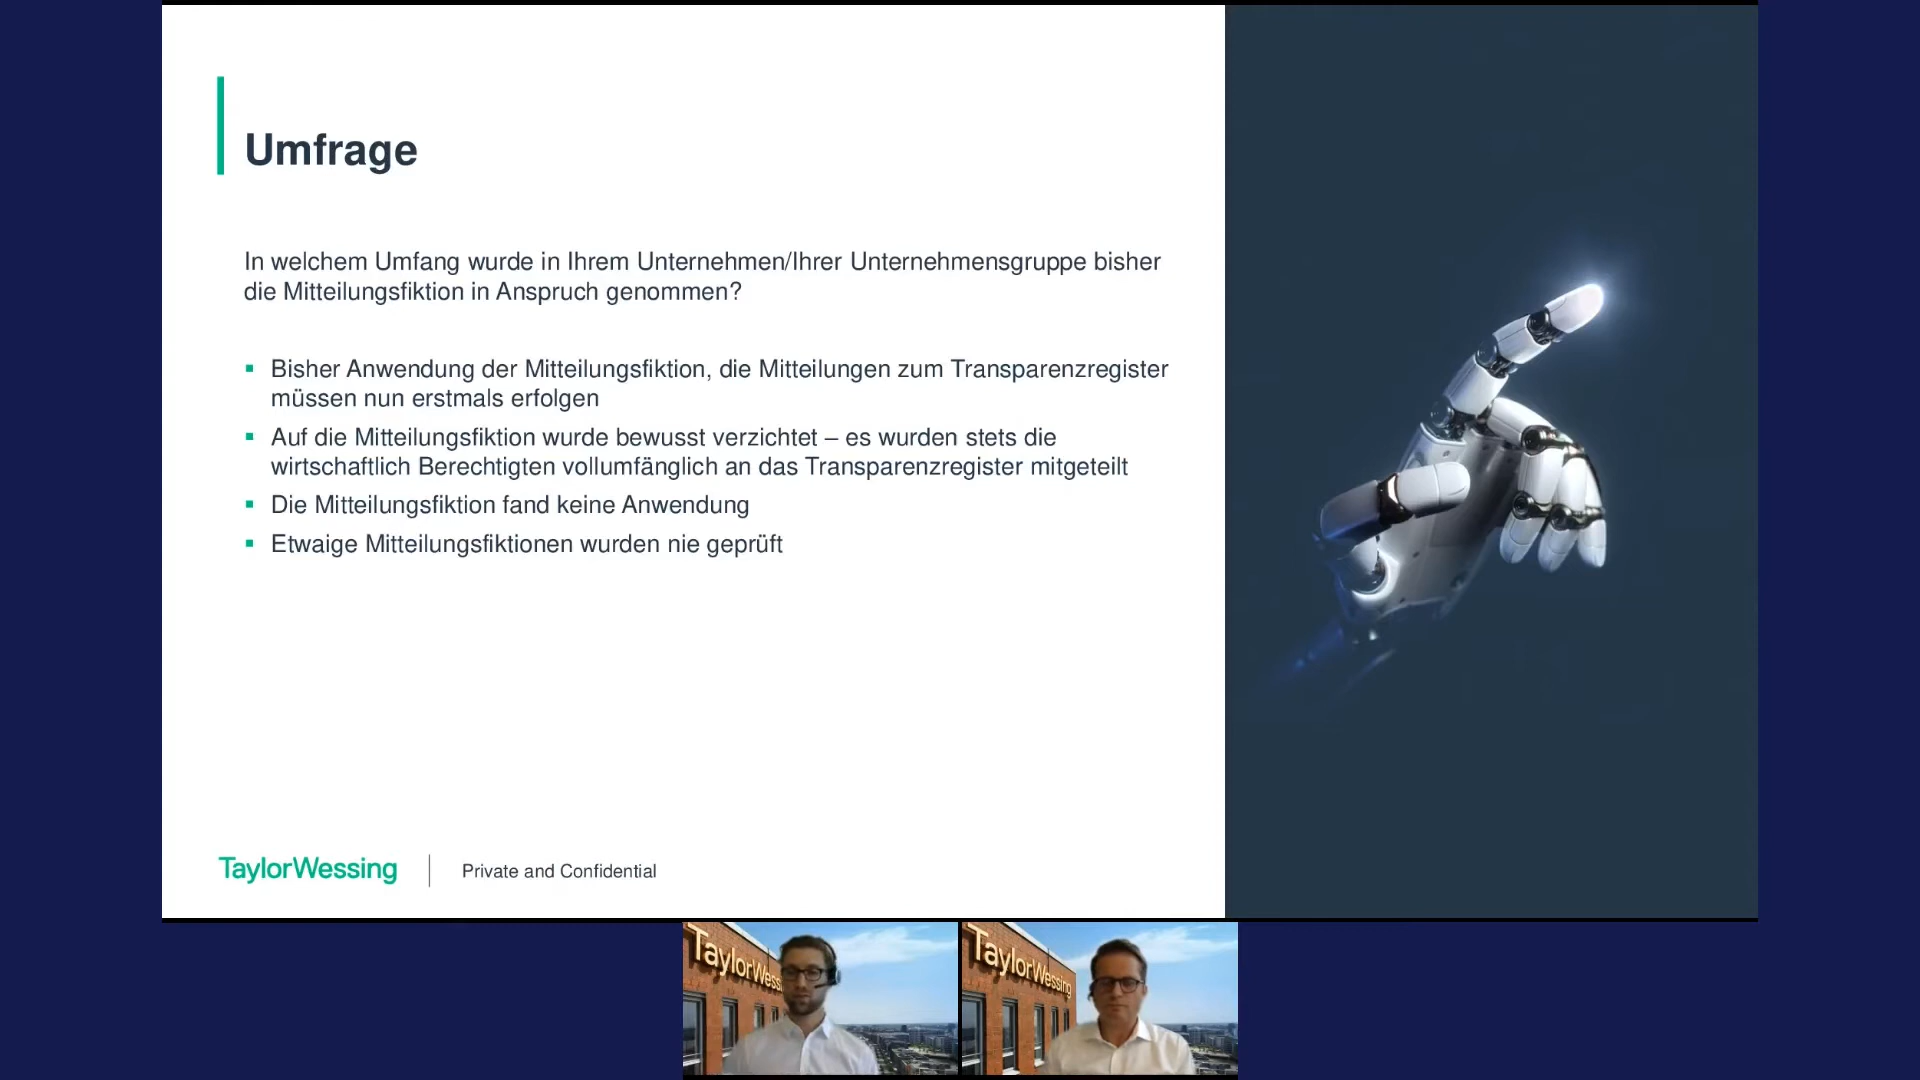 Umfrage
In welchem Umfang wurde in Ihrem Unternehmen/Ihrer Unternehmensgruppe bisher
die Mitteilungsfiktion in Anspruch genommen?
Bisher Anwendung der Mitteilungsfiktion, die Mitteilungen zum Transparenzregister
müssen nun erstmals erfolgen
Auf die Mitteilungsfiktion wurde bewusst verzichtet – es wurden stets die
wirtschaftlich Berechtigten vollumfänglich an das Transparenzregister mitgeteilt
Die Mitteilungsfiktion fand keine Anwendung
Etwaige Mitteilungsfiktionen wurden nie geprüft
TaylorWessing
Private and Confidential
TaylorWess
TaylorWessing